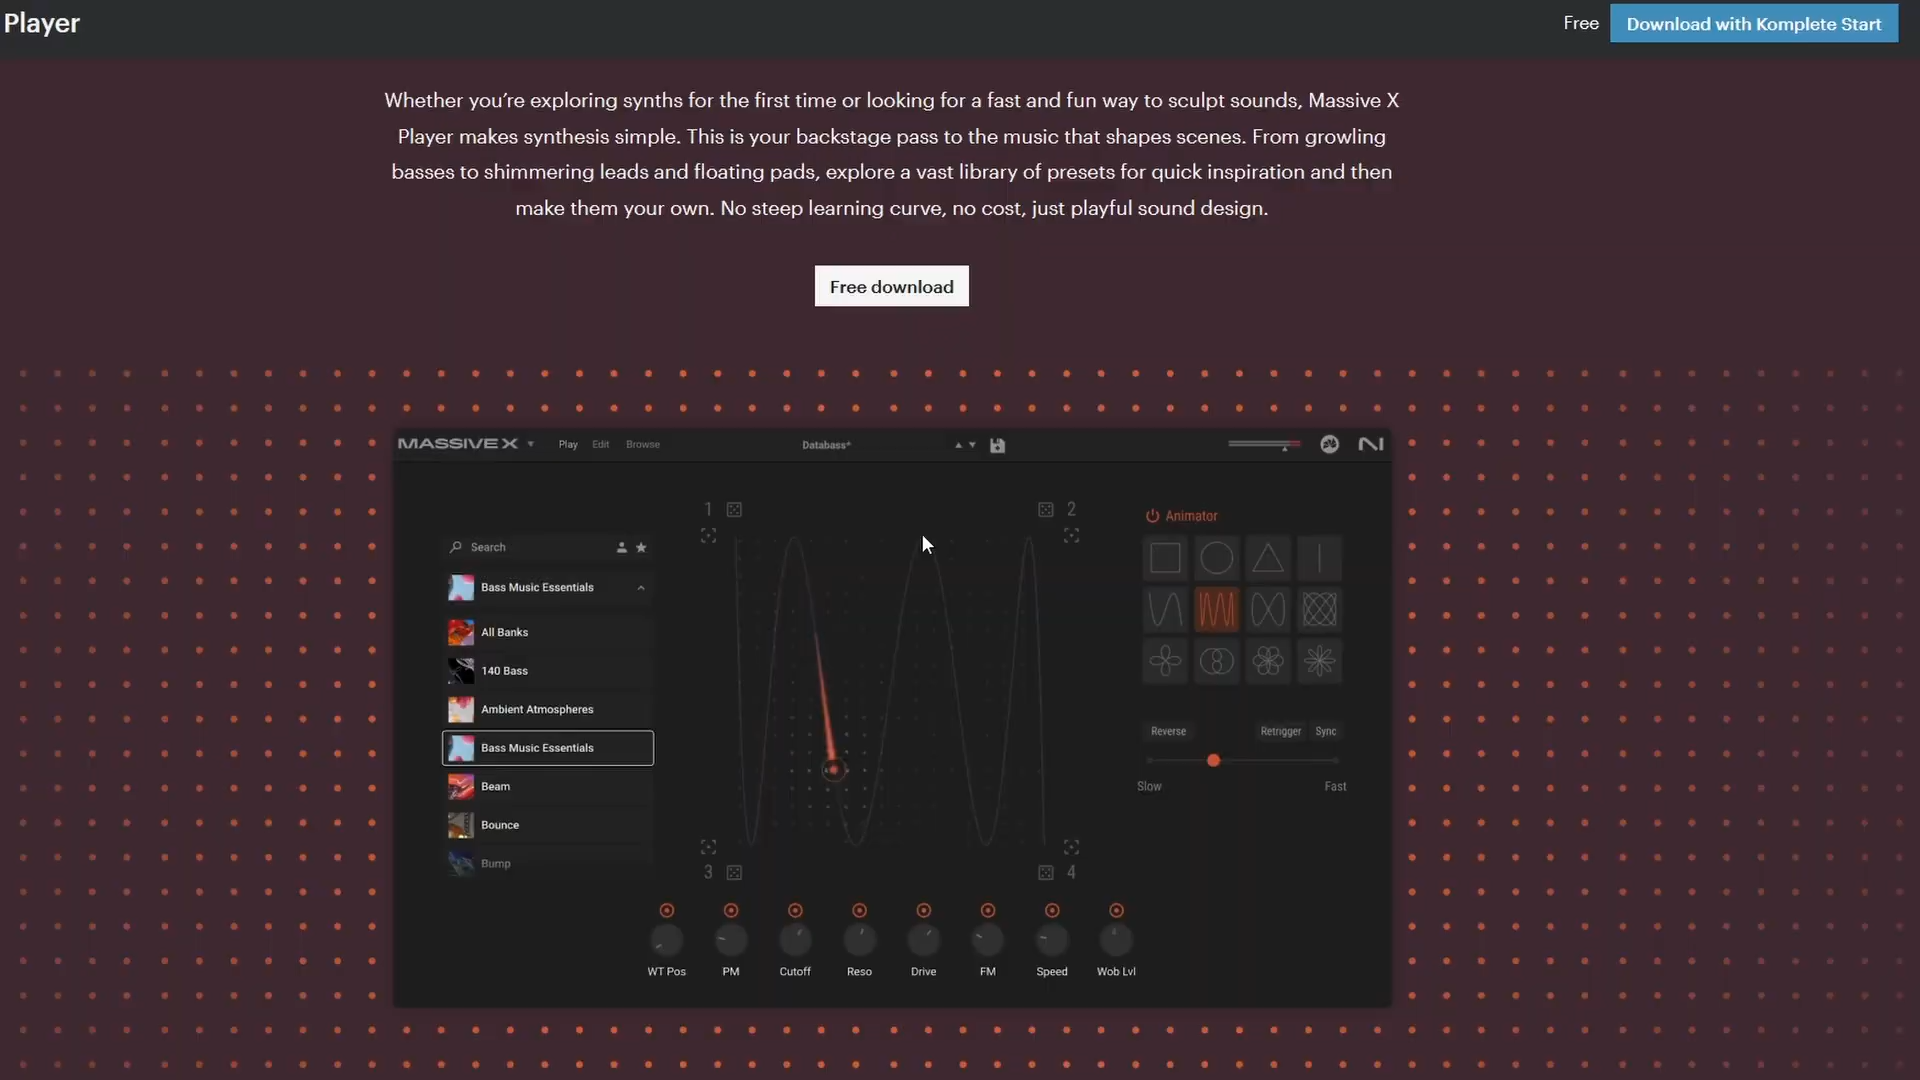 Player
Free
Download with Komplete Start
Whether you’re exploring synths for the first time or looking for a fast and fun way to sculpt sounds, Massive X
Player makes synthesis simple. This is your backstage pass to the music that shapes scenes. From growling
basses to shimmering leads and floating pads, explore a vast library of presets for quick inspiration and then
make them your own. No steep learning curve, no cost, just playful sound design.
Free download
MASSIVE X
Play
Edit
Browse
Databass*
1
2
Animator
Search
Bass Music Essentials
All Banks
140 Bass
Ambient Atmospheres
Bass Music Essentials
Beam
Bounce
Bump
Reverse
Retrigger
Sync
Slow
Fast
3
4
WT Pos
PM
Cutoff
Reso
Drive
FM
Speed
Wob Lvl